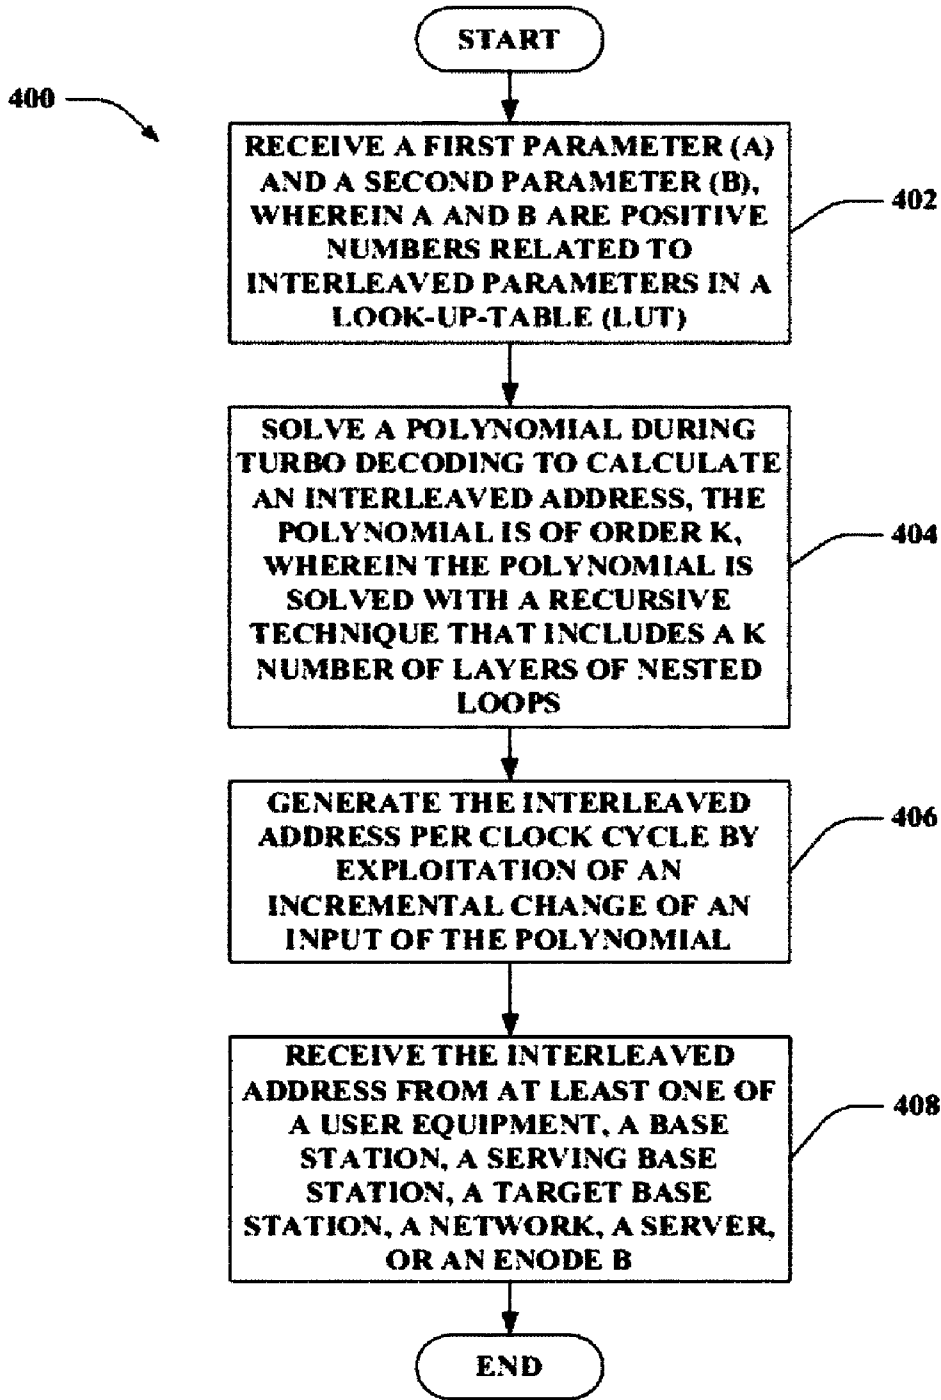 START
400
RECEIVE A FIRST PARAMETER (A)
AND A SECOND PARAMETER (B),
WHEREIN A AND B ARE POSITIVE
NUMBERS RELATED TO
INTERLEAVED PARAMETERS IN A
LOOK-UP-TABLE (LUT)
402
SOLVE A POLYNOMIAL DURING
TURBO DECODING TO CALCULATE
AN INTERLEAVED ADDRESS, THE
POLYNOMIAL IS OF ORDER K,
WHEREIN THE POLYNOMIAL IS
SOLVED WITH A RECURSIVE
TECHNIQUE THAT INCLUDES A K
NUMBER OF LAYERS OF NESTED
LOOPS
404
GENERATE THE INTERLEAVED
ADDRESS PER CLOCK CYCLE BY
EXPLOITATION OF AN
INCREMENTAL CHANGE OF AN
INPUT OF THE POLYNOMIAL
406
RECEIVE THE INTERLEAVED
ADDRESS FROM AT LEAST ONE OF
A USER EQUIPMENT, A BASE
STATION, A SERVING BASE
STATION, A TARGET BASE
STATION, A NETWORK, A SERVER,
OR AN ENODE B
408
END